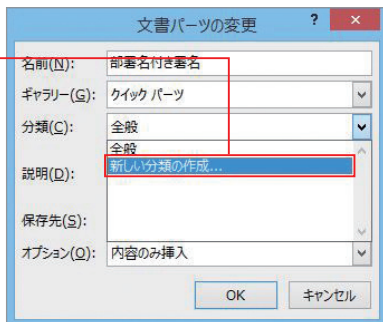 文書パーツの変更 ? ×
名前(N): 部署名付き署名
ギャラリー(G): クイック パーツ
分類(C): 全般
全般
新しい分類の作成...
説明(D):
保存先(S):
オプション(O): 内容のみ挿入
OK キャンセル